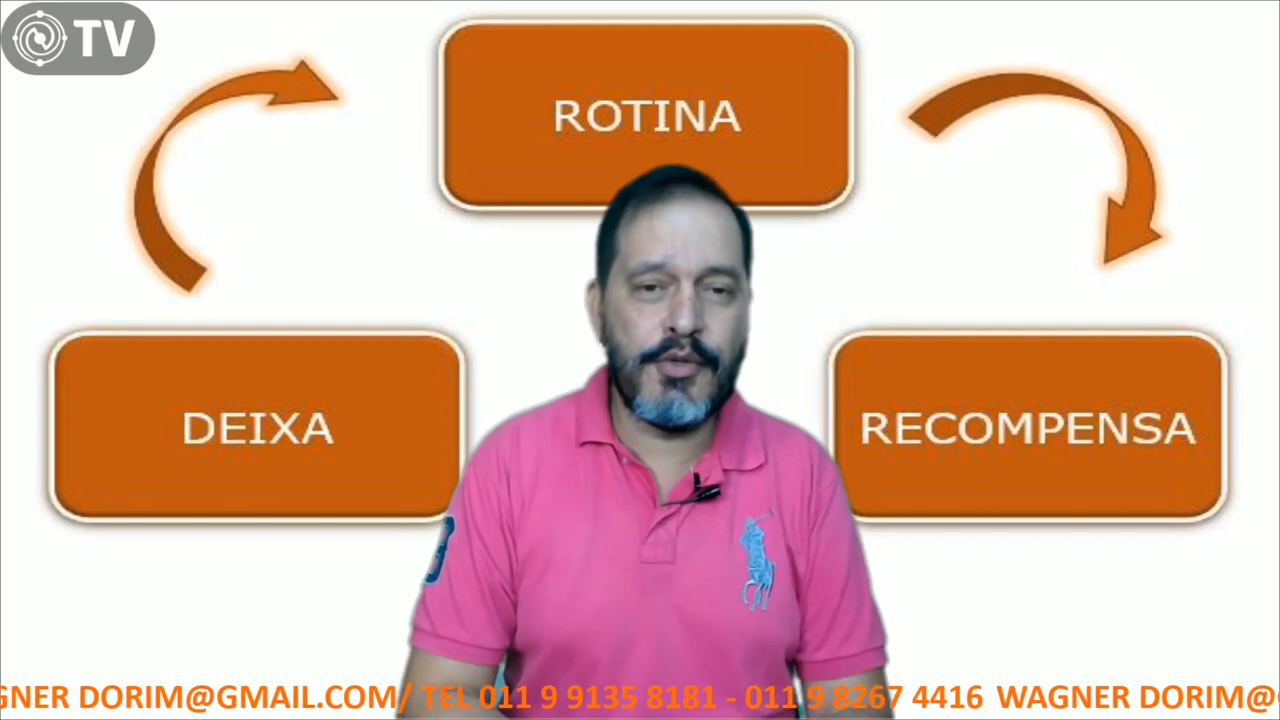 TV
ROTINA
DEIXA
RECOMPENSA
GNER DORIM@GMAIL.COM/ TEL 011 9 9135 8181 - 011 9 8267 4416 WAGNER DORIM@